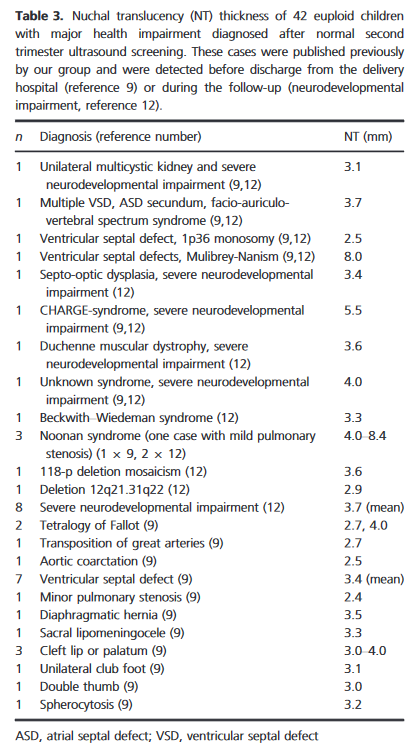 Table 3. Nuchal translucency (NT) thickness of 42 euploid children
with major health impairment diagnosed after normal second
trimester ultrasound screening. These cases were published previously
by our group and were detected before discharge from the delivery
hospital (reference 9) or during the follow-up (neurodevelopmental
impairment, reference 12).
n Diagnosis (reference number) NT (mm)
1 Unilateral multicystic kidney and severe 3.1
neurodevelopmental impairment (9,12)
1 Multiple VSD, ASD secundum, facio-auriculo- 3.7
vertebral spectrum syndrome (9,12)
1 Ventricular septal defect, 1p36 monosomy (9,12) 2.5
1 Ventricular septal defects, Mulibrey-Nanism (9,12) 8.0
1 Septo-optic dysplasia, severe neurodevelopmental 3.4
impairment (12)
1 CHARGE-syndrome, severe neurodevelopmental 5.5
impairment (9,12)
1 Duchenne muscular dystrophy, severe 3.6
neurodevelopmental impairment (12)
1 Unknown syndrome, severe neurodevelopmental 4.0
impairment (9,12)
1 Beckwith–Wiedeman syndrome (12) 3.3
3 Noonan syndrome (one case with mild pulmonary 4.0–8.4
stenosis) (1 × 9, 2 × 12)
1 118-p deletion mosaicism (12) 3.6
1 Deletion 12q21.31q22 (12) 2.9
8 Severe neurodevelopmental impairment (12) 3.7 (mean)
2 Tetralogy of Fallot (9) 2.7, 4.0
1 Transposition of great arteries (9) 2.7
1 Aortic coarctation (9) 2.5
7 Ventricular septal defect (9) 3.4 (mean)
1 Minor pulmonary stenosis (9) 2.4
1 Diaphragmatic hernia (9) 3.5
1 Sacral lipomeningocele (9) 3.3
3 Cleft lip or palatum (9) 3.0–4.0
1 Unilateral club foot (9) 3.1
1 Double thumb (9) 3.0
1 Spherocytosis (9) 3.2
ASD, atrial septal defect; VSD, ventricular septal defect